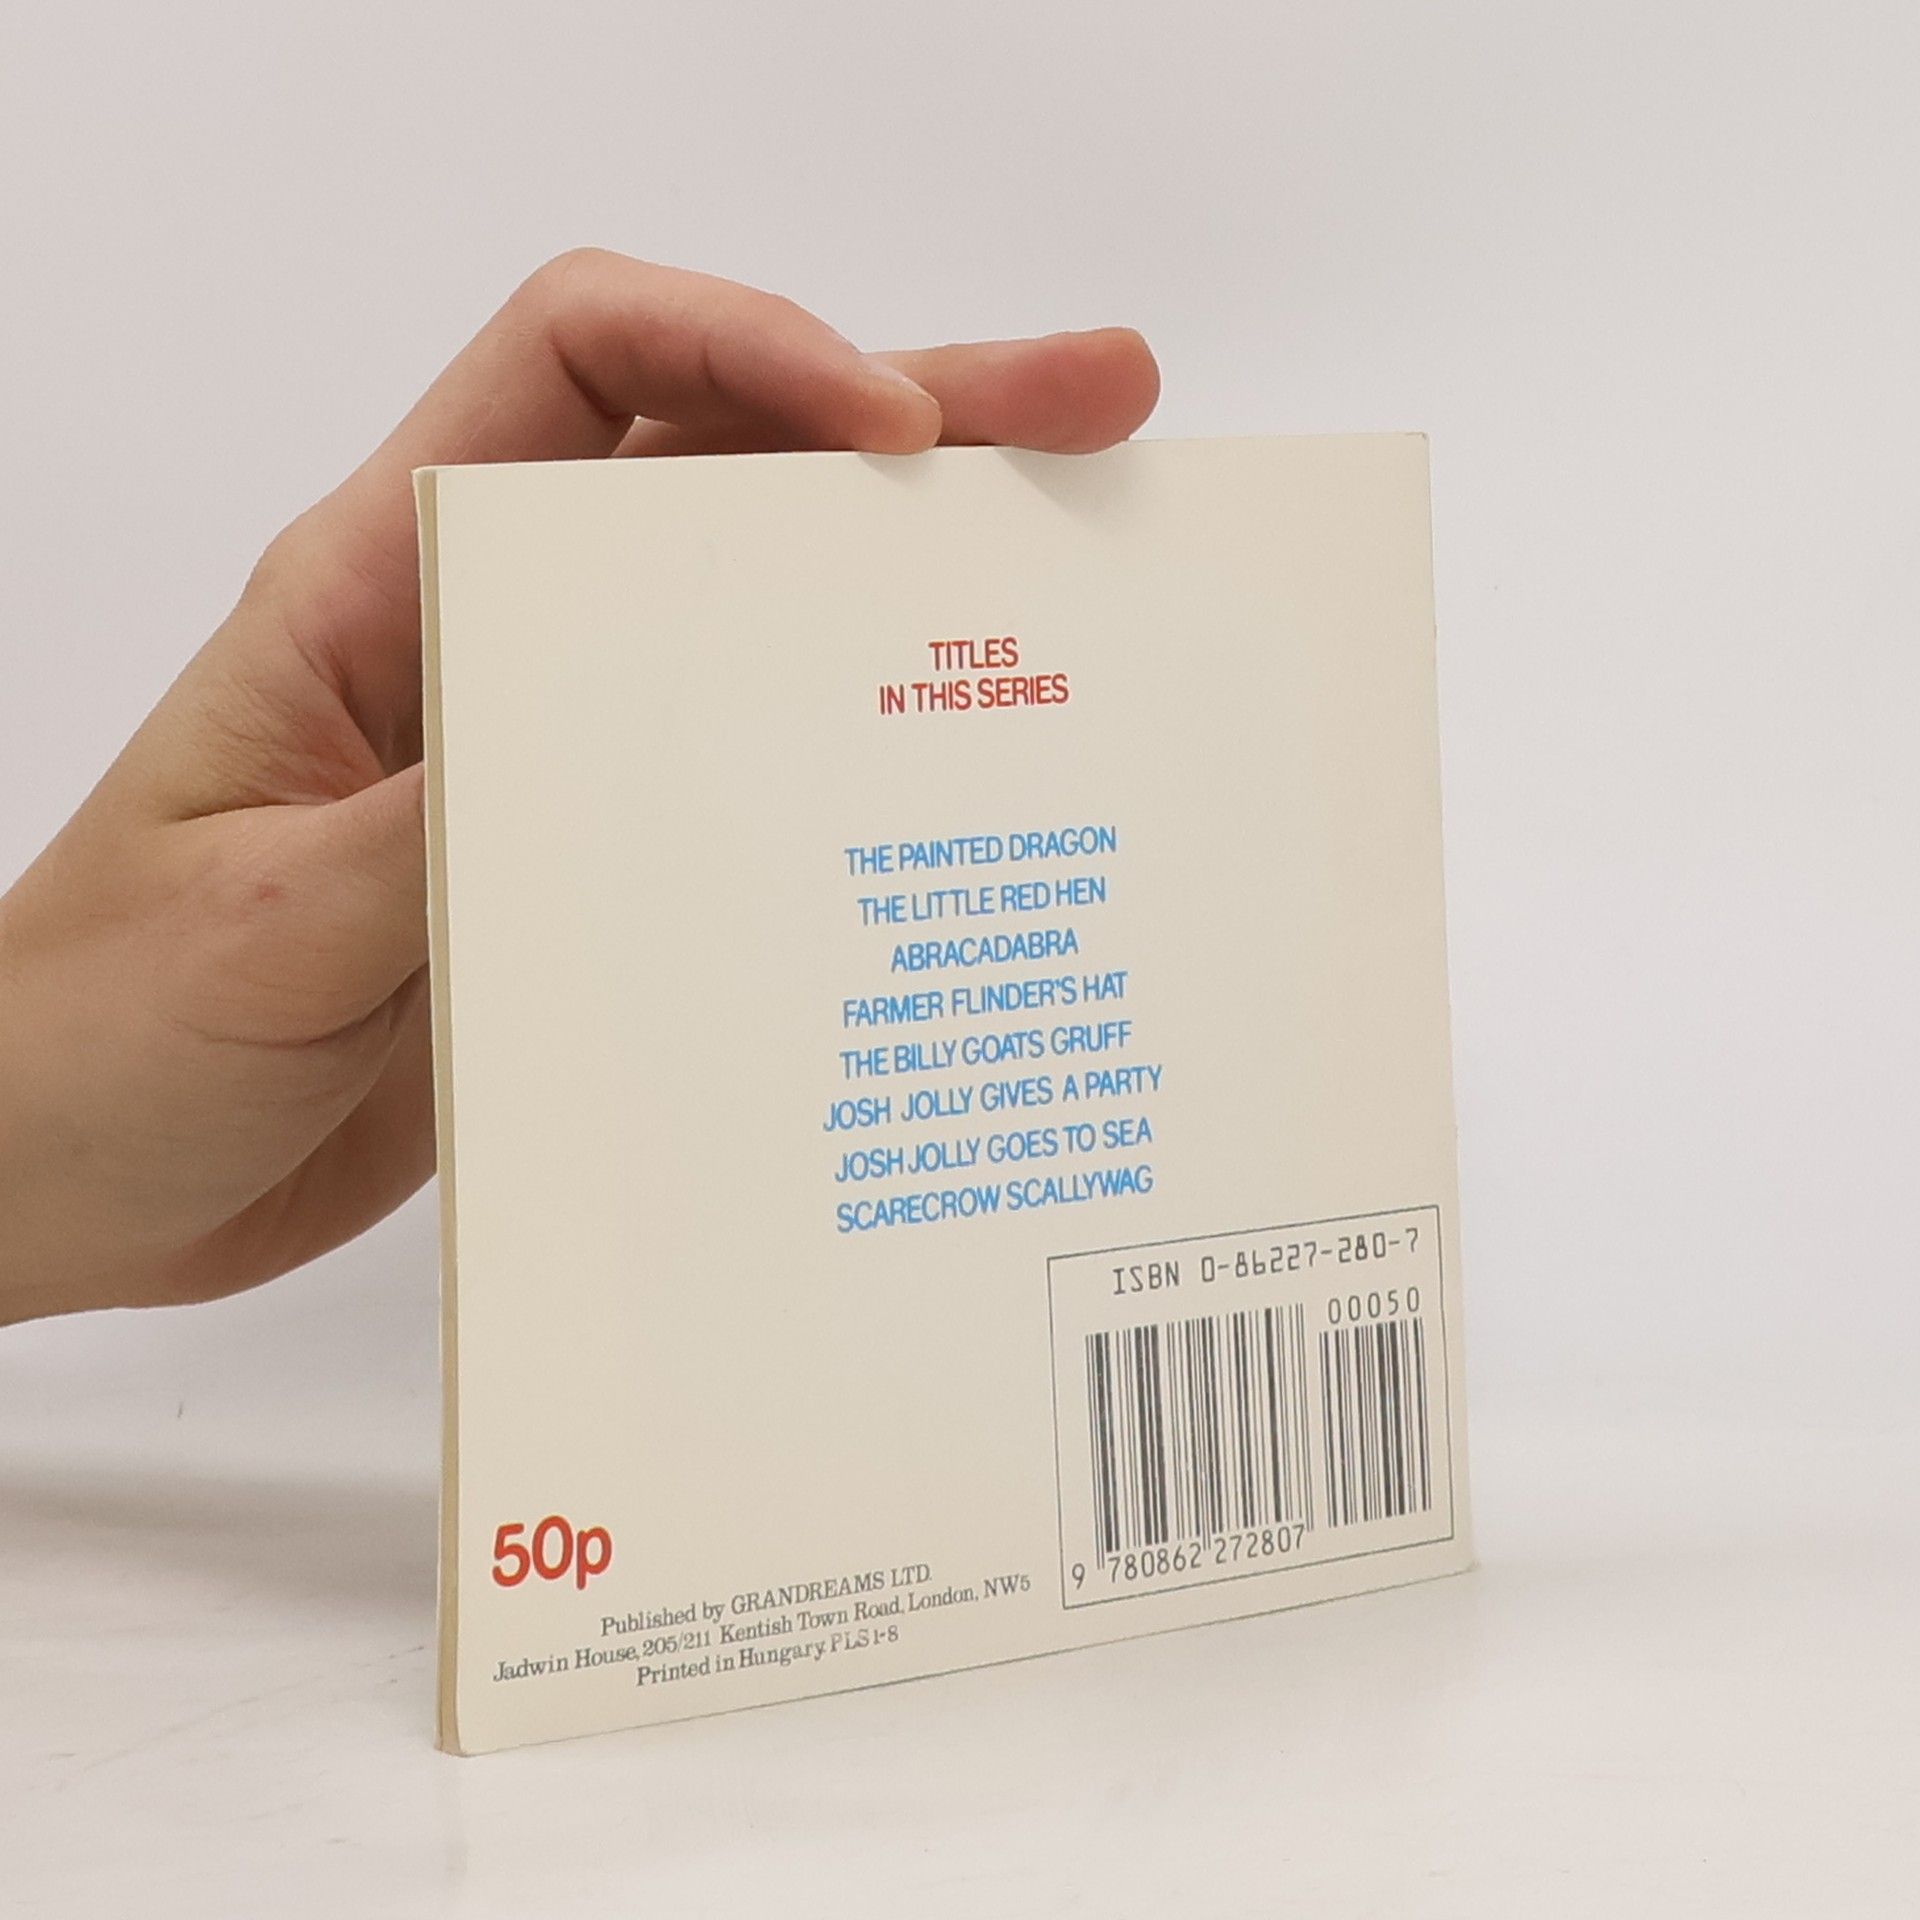 TITLES
IN THIS SERIES
THE PAINTED DRAGON
THE LITTLE RED HEN
ABRACADABRA
FARMER FLINDER'S HAT
THE BILLY GOATS GRUFF
JOSH JOLLY GIVES A PARTY
JOSH JOLLY GOES TO SEA
SCARECROW SCALLYWAG
ISBN 0-86227-280-7
00050
9 780862 272807
50p
Published by GRANDREAMS LTD.
Jadwin House, 205/211 Kentish Town Road, London, NW5
Printed in Hungary. PLS 1-8